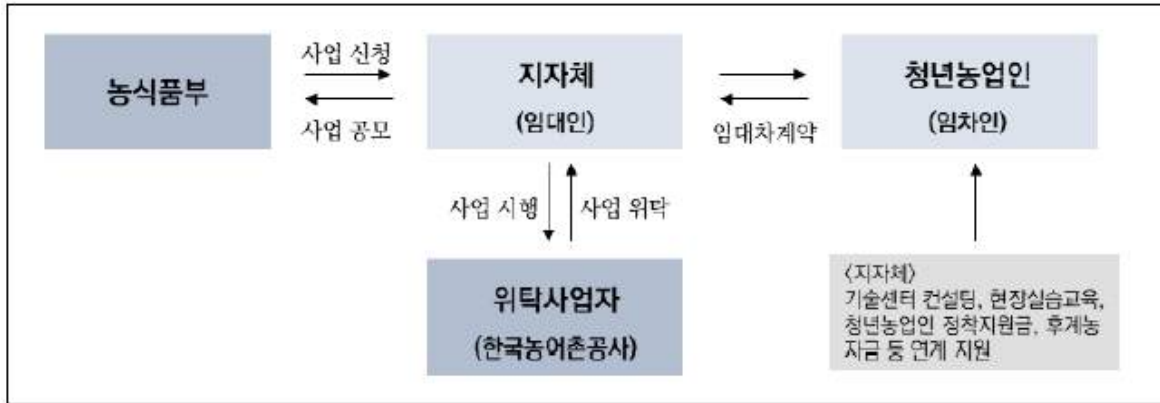 농식품부
사업 신청
사업 공모
지자체
(임대인)
임대차계약
청년농업인
(임차인)
사업 시행
사업 위탁
위탁사업자
(한국농어촌공사)
<지자체>
기술센터 컨설팅, 현장실습교육,
청년농업인 정착지원금, 후계농
자금 등 연계 지원